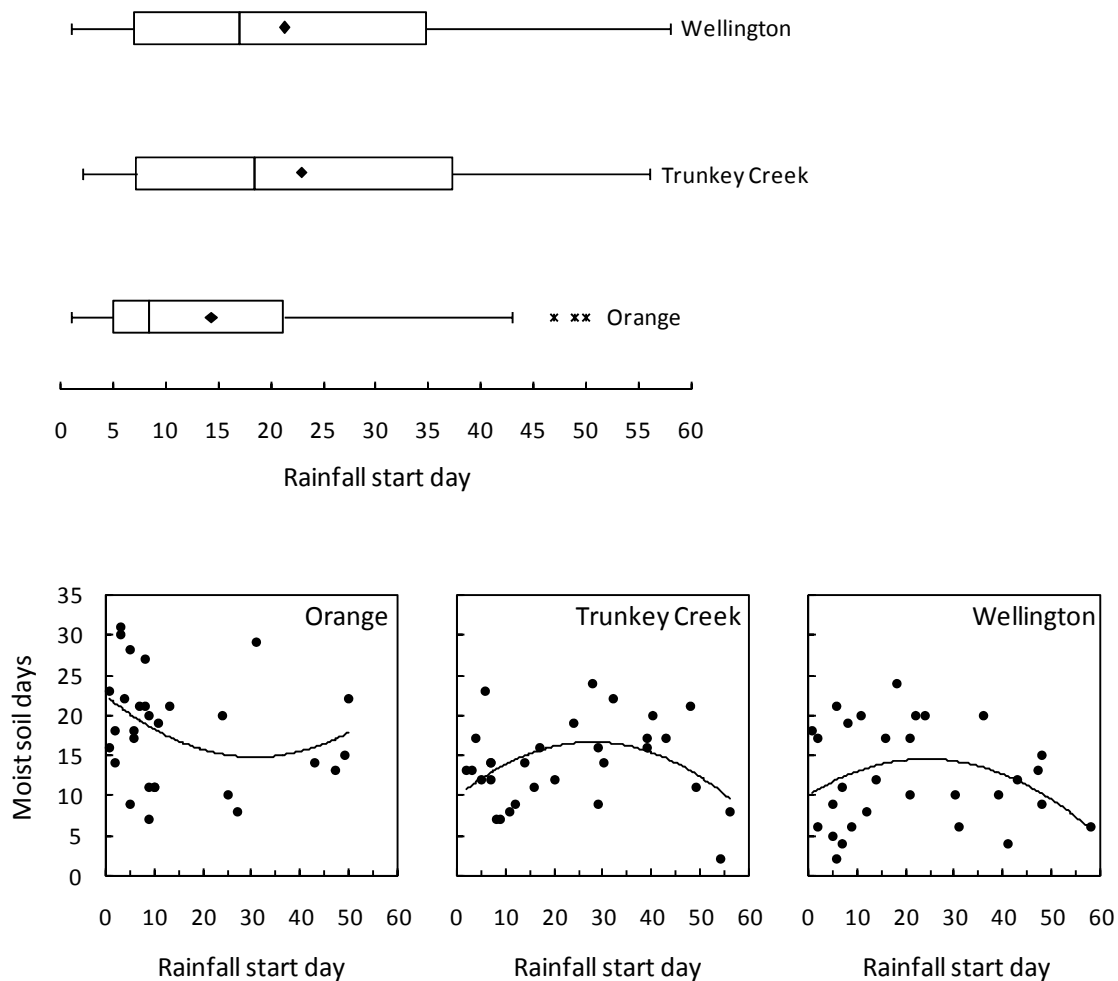 Wellington
Trunkey Creek
Orange
0 5 10 15 20 25 30 35 40 45 50 55 60
Rainfall start day
35
30
25
20
15
10
5
0
Moist soil days
Orange
Trunkey Creek
Wellington
0 10 20 30 40 50 60
0 10 20 30 40 50 60
0 10 20 30 40 50 60
Rainfall start day
Rainfall start day
Rainfall start day